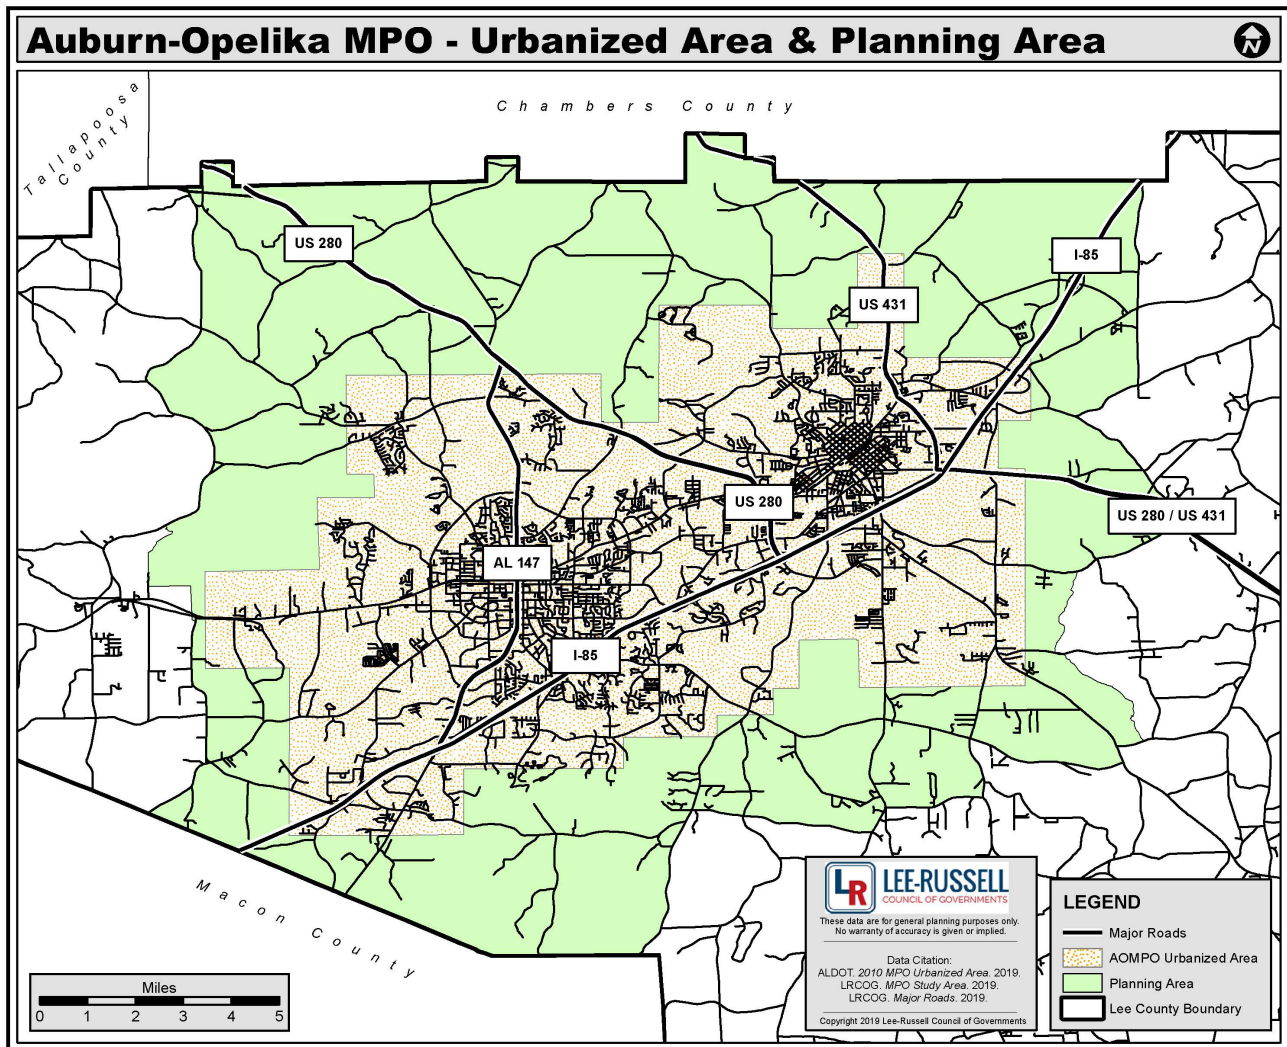 Auburn-Opelika MPO - Urbanized Area & Planning Area
N
Chambers County
Tallapoosa
County
US 280
I-85
US 431
US 280
US 280 / US 431
AL 147
I-85
Macon County
Miles
0 1 2 3 4 5
LR LEE-RUSSELL
COUNCIL OF GOVERNMENTS
These data are for general planning purposes only.
No warranty of accuracy is given or implied.
Data Citation:
ALDOT. 2010 MPO Urbanized Area. 2019.
LRCOG. MPO Study Area. 2019.
LRCOG. Major Roads. 2019.
Copyright 2019 Lee-Russell Council of Governments
LEGEND
Major Roads
AOMPO Urbanized Area
Planning Area
Lee County Boundary